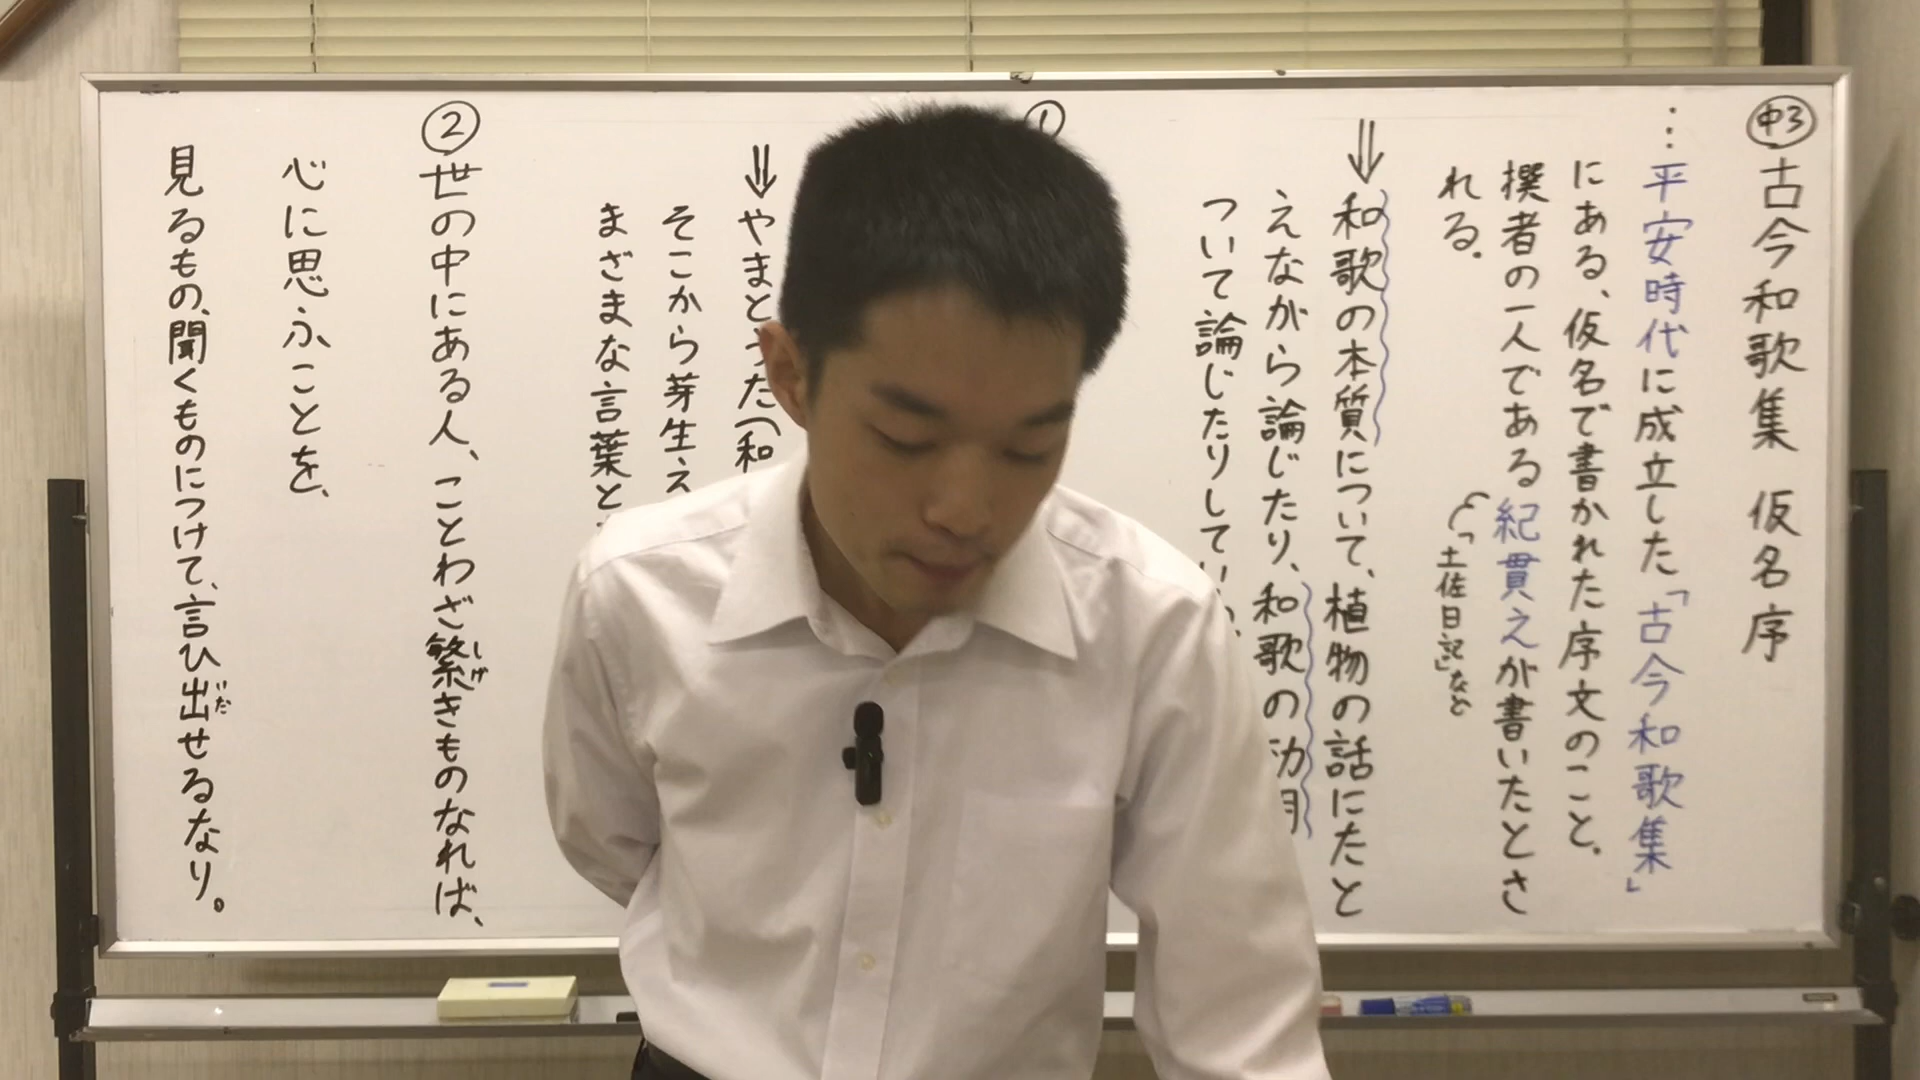 中3 古今和歌集 仮名序
…平安時代に成立した「古今和歌集」
にある、仮名で書かれた序文のこと。
撰者の一人である紀貫えが書いたとさ
れる。
「土佐日記」など
⇓和歌の本質について、植物の話にたと
えながら論じたり、和歌の効用
ついて論じたりして
①
⇓やまとうた(和
そこから芽生え
まざまな言葉と
②世の中にある人、ことわざ繁きものなれば、
しげ
心に思ふことを、
見るもの、聞くものにつけて、言ひ出せるなり。
いだ